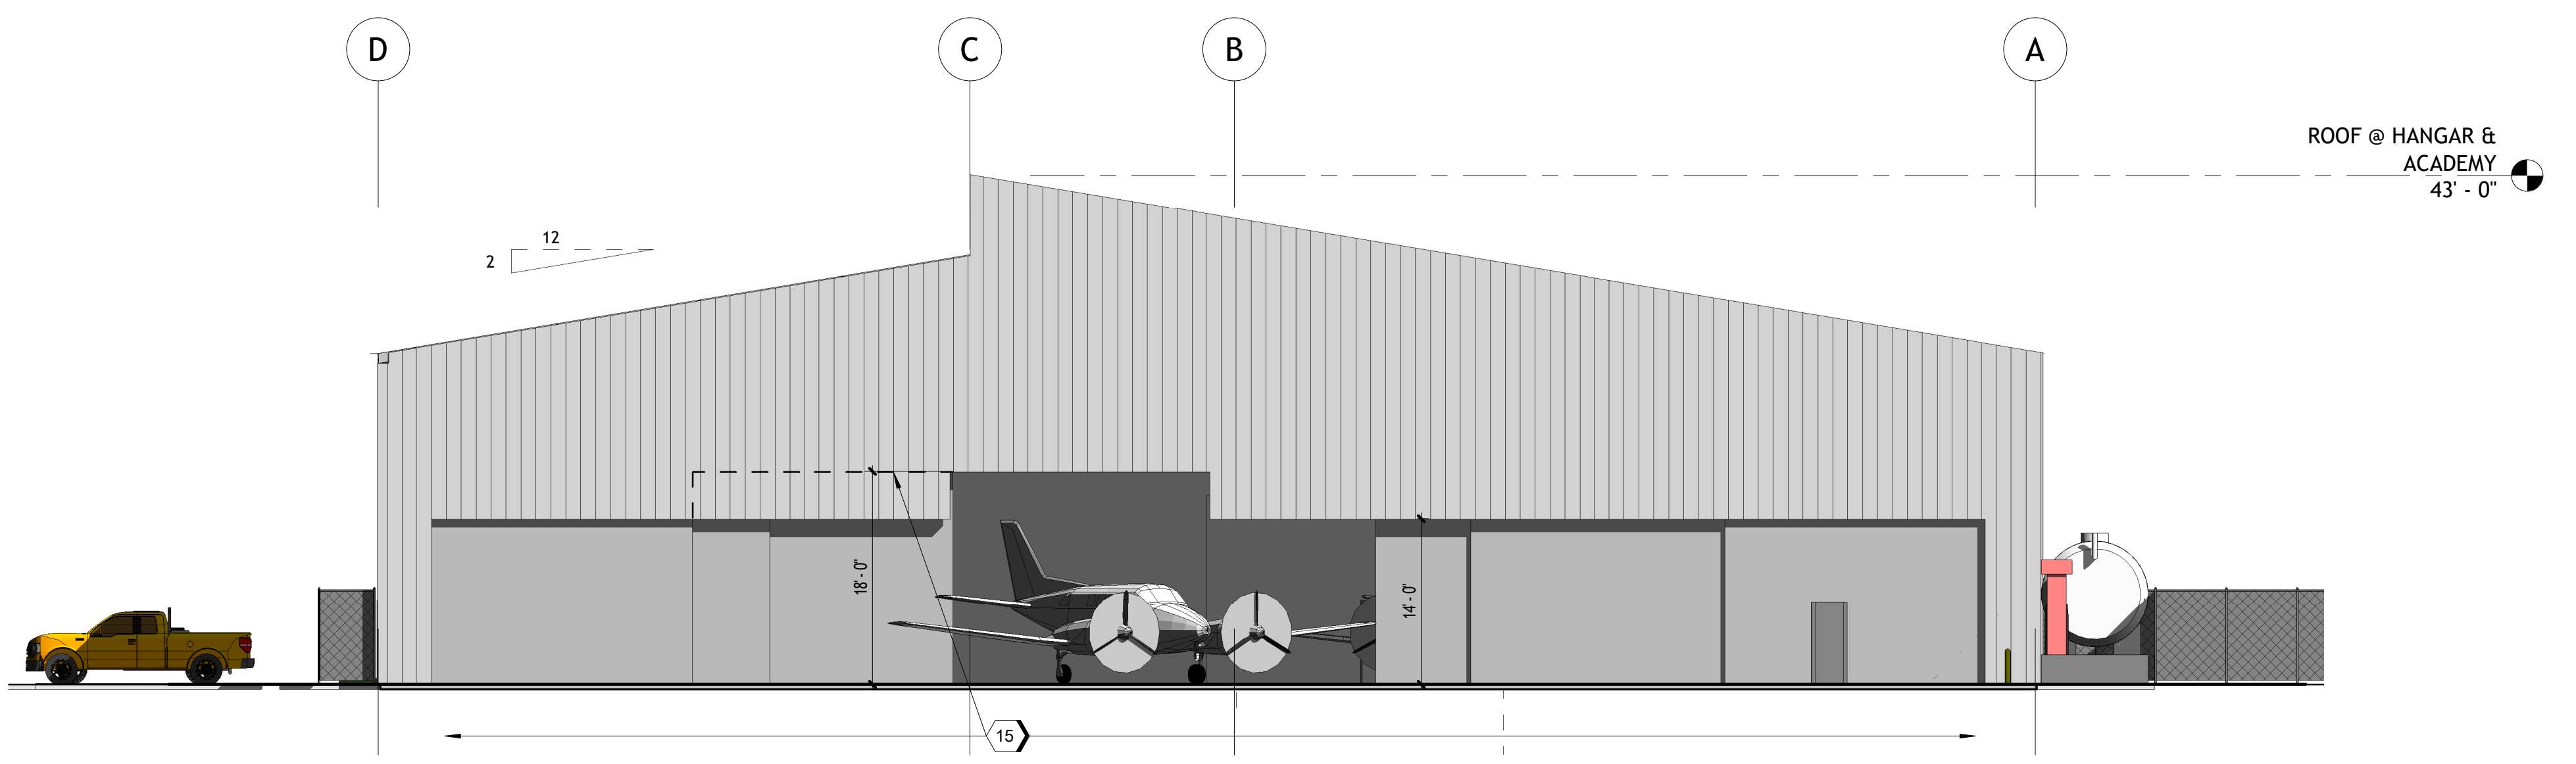 D
C
B
A
ROOF @ HANGAR &
ACADEMY
43' - 0"
12
2
18' - 0"
14' - 0"
15